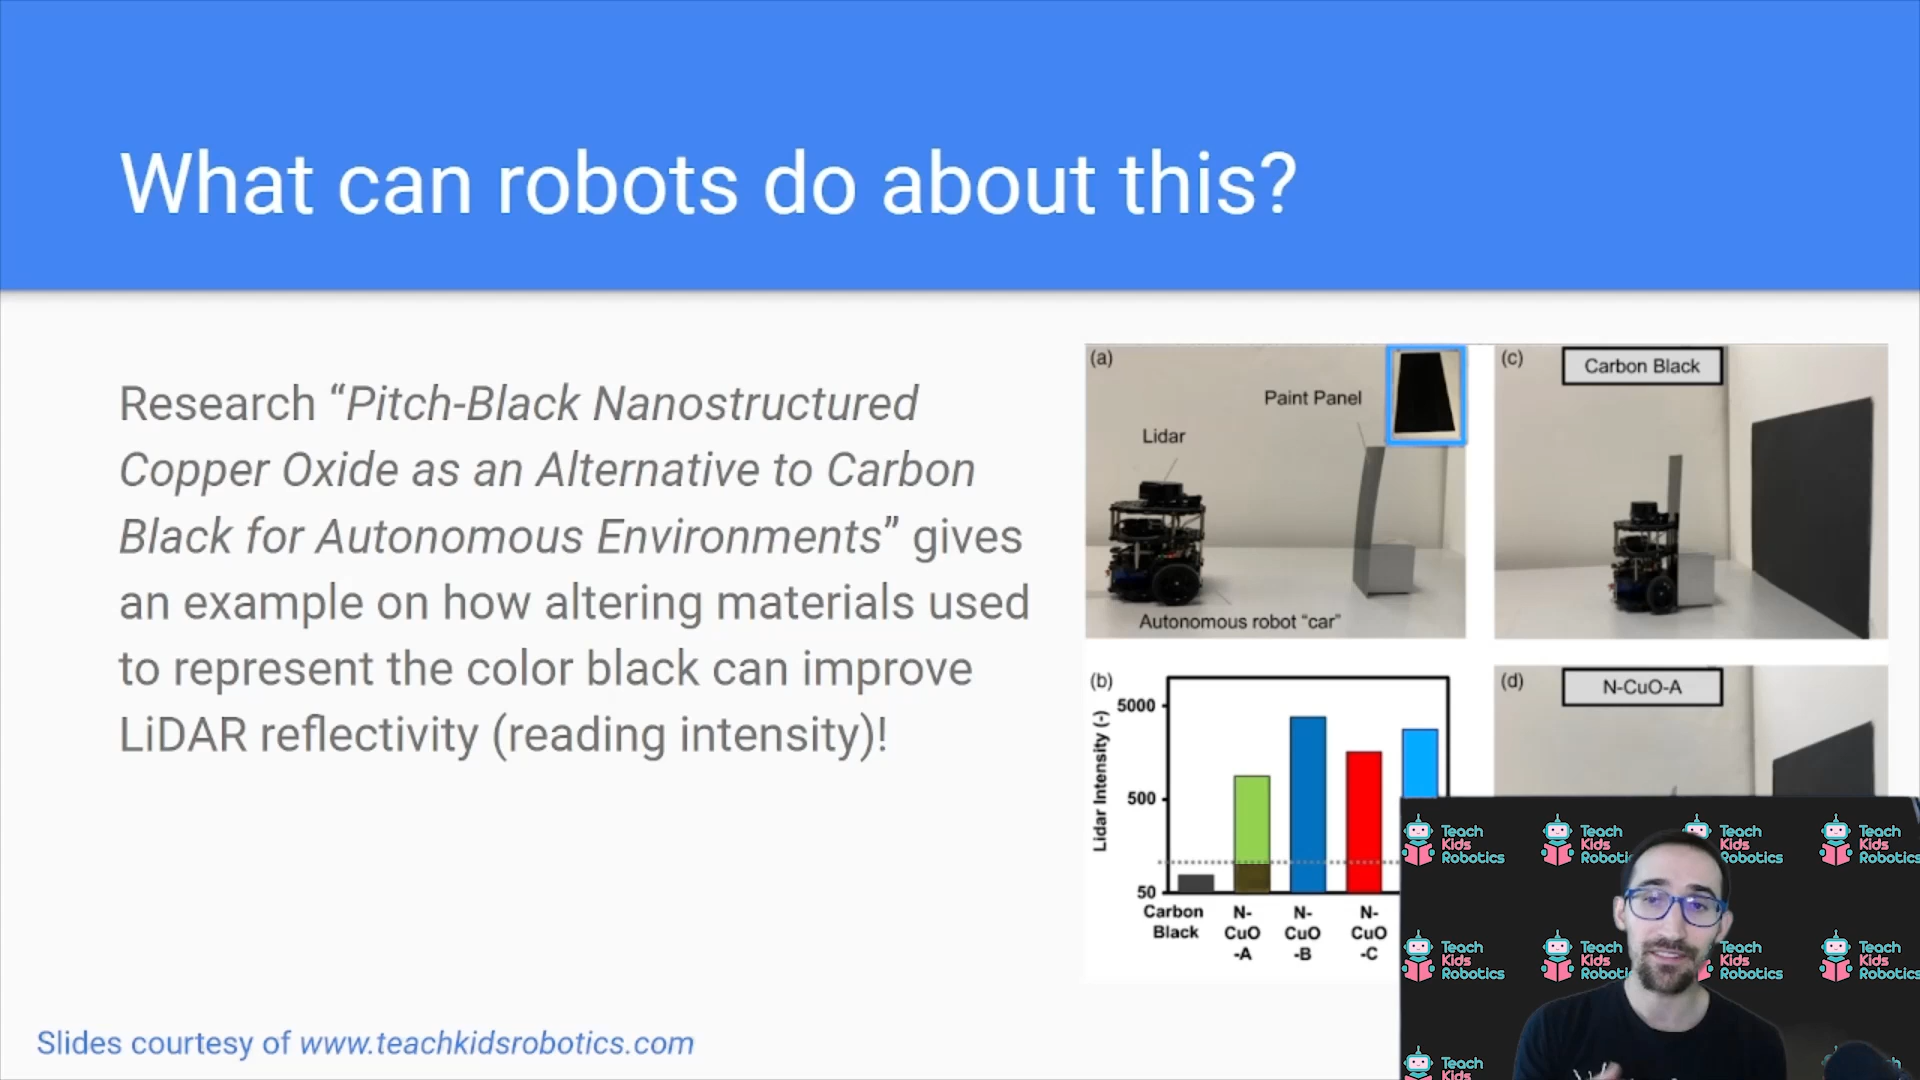 What can robots do about this?
Research “Pitch-Black Nanostructured
Copper Oxide as an Alternative to Carbon
Black for Autonomous Environments” gives
an example on how altering materials used
to represent the color black can improve
LiDAR reflectivity (reading intensity)!
(a)
Paint Panel
Lidar
Autonomous robot “car”
(c)
Carbon Black
(b)
Lidar Intensity (-)
5000
500
50
Carbon
Black
N-
CuO
-A
N-
CuO
-B
N-
CuO
-C
(d)
N-CuO-A
Teach
Kids
Robotics
Teach
Kids
Teach
Kids
Robotics
Teach
Kids
Robotics
Teach
Kids
Robotics
Teach
Kids
Teach
Kids
Robotics
Teach
Kids
Robotics
Teach
Kids
Robotics
Slides courtesy of www.teachkidsrobotics.com